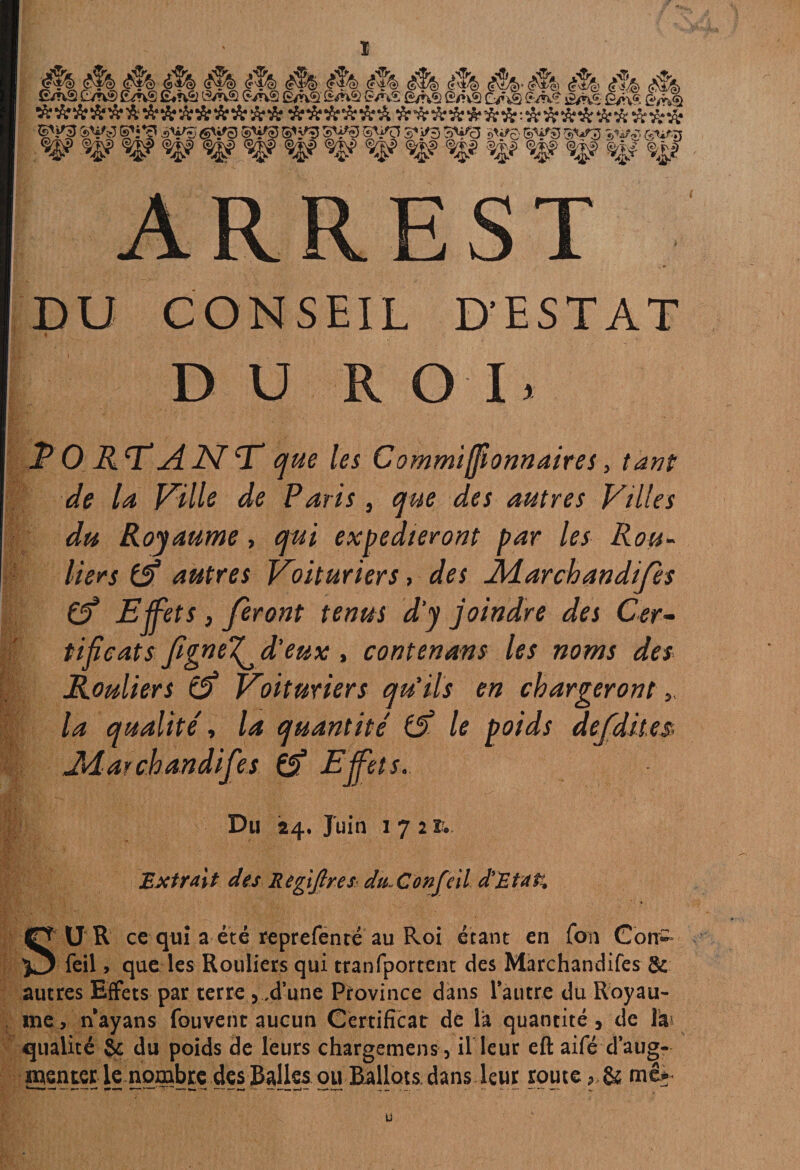 I
ARREST
DU CONSEIL D'ESTAT
DU ROI,
PORTANT que les Commiſſionnaires, tant
de la Ville de Paris, que des autres Villes
du Royaume, qui expedieront par les Rou-
liers & autres Voituriers, des Marchandiſes
& Effets, ſeront tenus d'y joindre des Cer-
tificats ſignez d'eux, contenans les noms des
Rouliers & Voituriers qu'ils en chargeront,
la qualité, la quantité & le poids deſdites
Marchandiſes & Effets.
Du 24. Juin 1721.
Extrait des Regiſtres du Conſeil d'Etat.
SUR ce qui a été repreſenté au Roi étant en ſon Con-
ſeil, que les Rouliers qui tranſportent des Marchandiſes &
autres Effets par terre, d'une Province dans l'autre du Royau-
me, n'ayans ſouvent aucun Certificat de la quantité, de la
qualité & du poids de leurs chargemens, il leur eſt aiſé d'aug-
menter le nombre des Balles ou Ballots dans leur route, & mê-